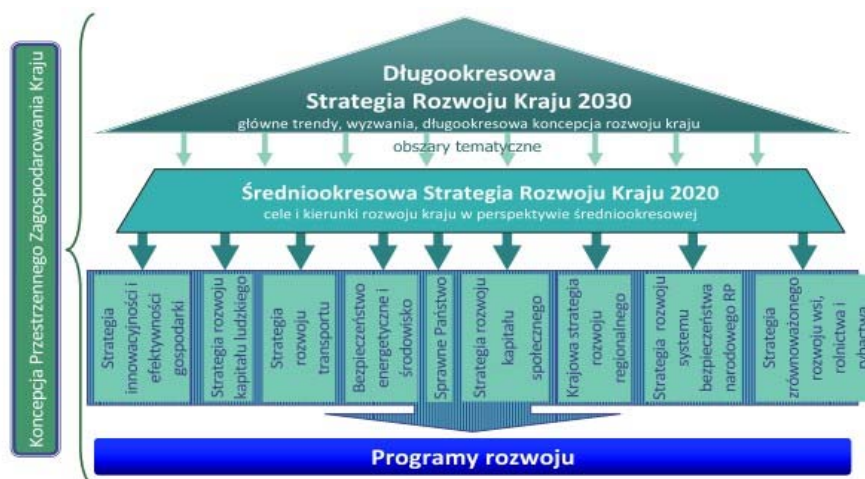 Koncepcja Przestrzennego Zagospodarowania Kraju
Długookresowa
Strategia Rozwoju Kraju 2030
główne trendy, wyzwania, długookresowa koncepcja rozwoju kraju
obszary tematyczne
Średniookresowa Strategia Rozwoju Kraju 2020
cele i kierunki rozwoju kraju w perspektywie średniookresowej
Strategia
innowacyjności i
efektywności
gospodarki
Strategia rozwoju
kapitału ludzkiego
Strategia
rozwoju
transportu
Bezpieczeństwo
energetyczne i
środowisko
Sprawne Państwo
Strategia rozwoju
kapitału
społecznego
Krajowa strategia
rozwoju
regionalnego
Strategia rozwoju
systemu
bezpieczeństwa
narodowego RP
Strategia
zrównoważonego
rozwoju wsi,
rolnictwa i
rybactwa
Programy rozwoju